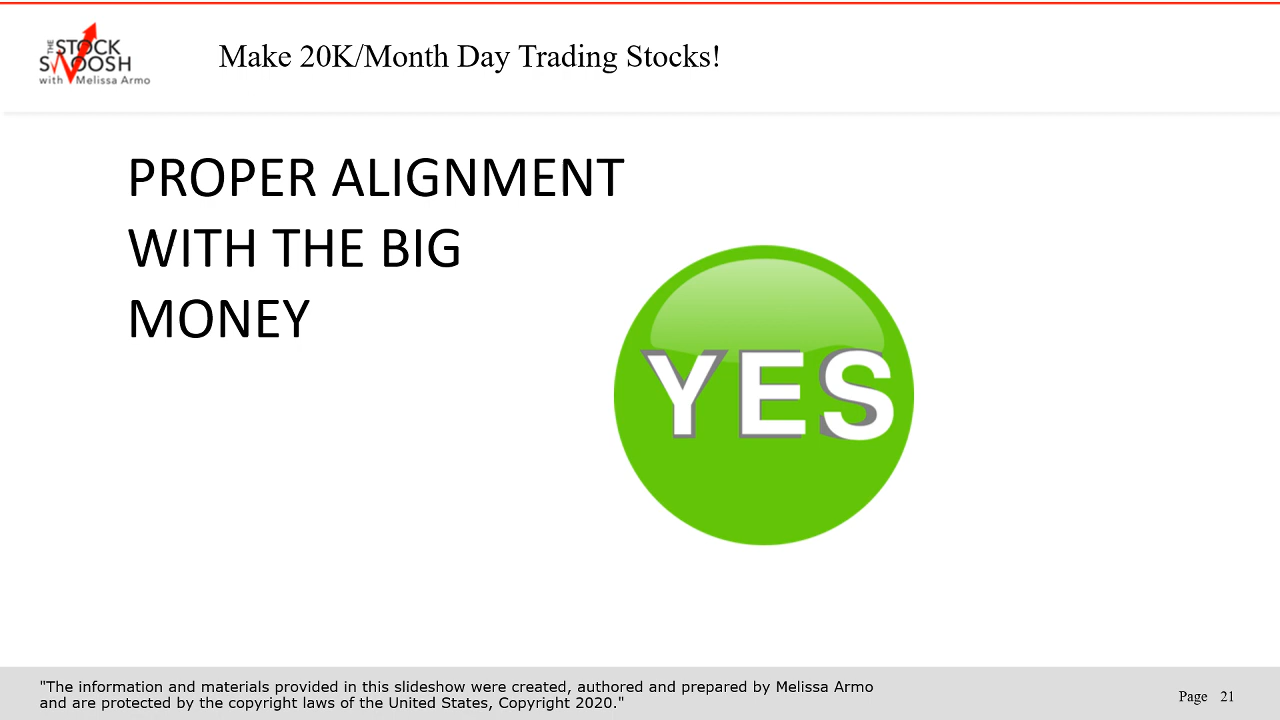 THE STOCK
SWOOSH
with Melissa Armo
Make 20K/Month Day Trading Stocks!
PROPER ALIGNMENT
WITH THE BIG
MONEY
YES
"The information and materials provided in this slideshow were created, authored and prepared by Melissa Armo
and are protected by the copyright laws of the United States, Copyright 2020."
Page 21